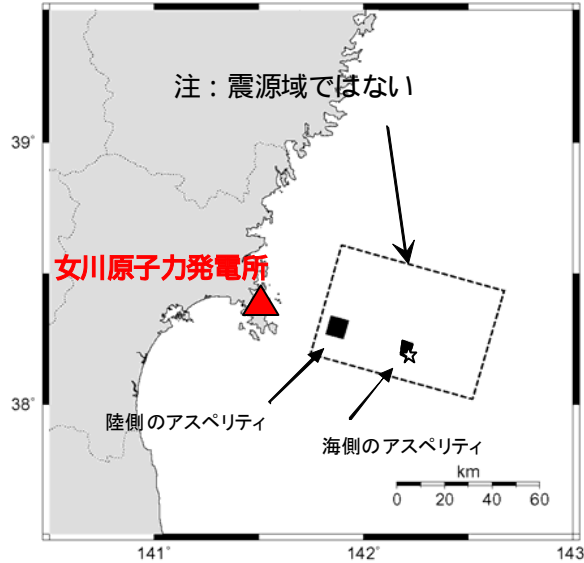 注：震源域ではない
39°
女川原子力発電所
38°
陸側のアスペリティ
海側のアスペリティ
km
0 20 40 60
141° 142° 143